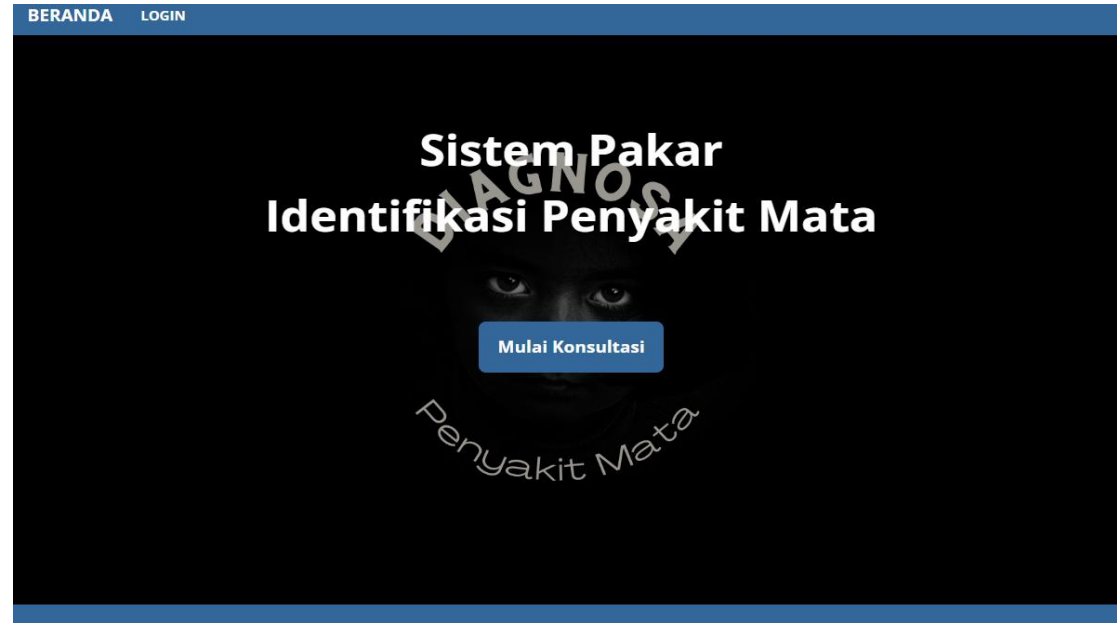 BERANDA LOGIN
Sistem Pakar
DIAGNOSA
Identifikasi Penyakit Mata
Mulai Konsultasi
Penyakit Mata